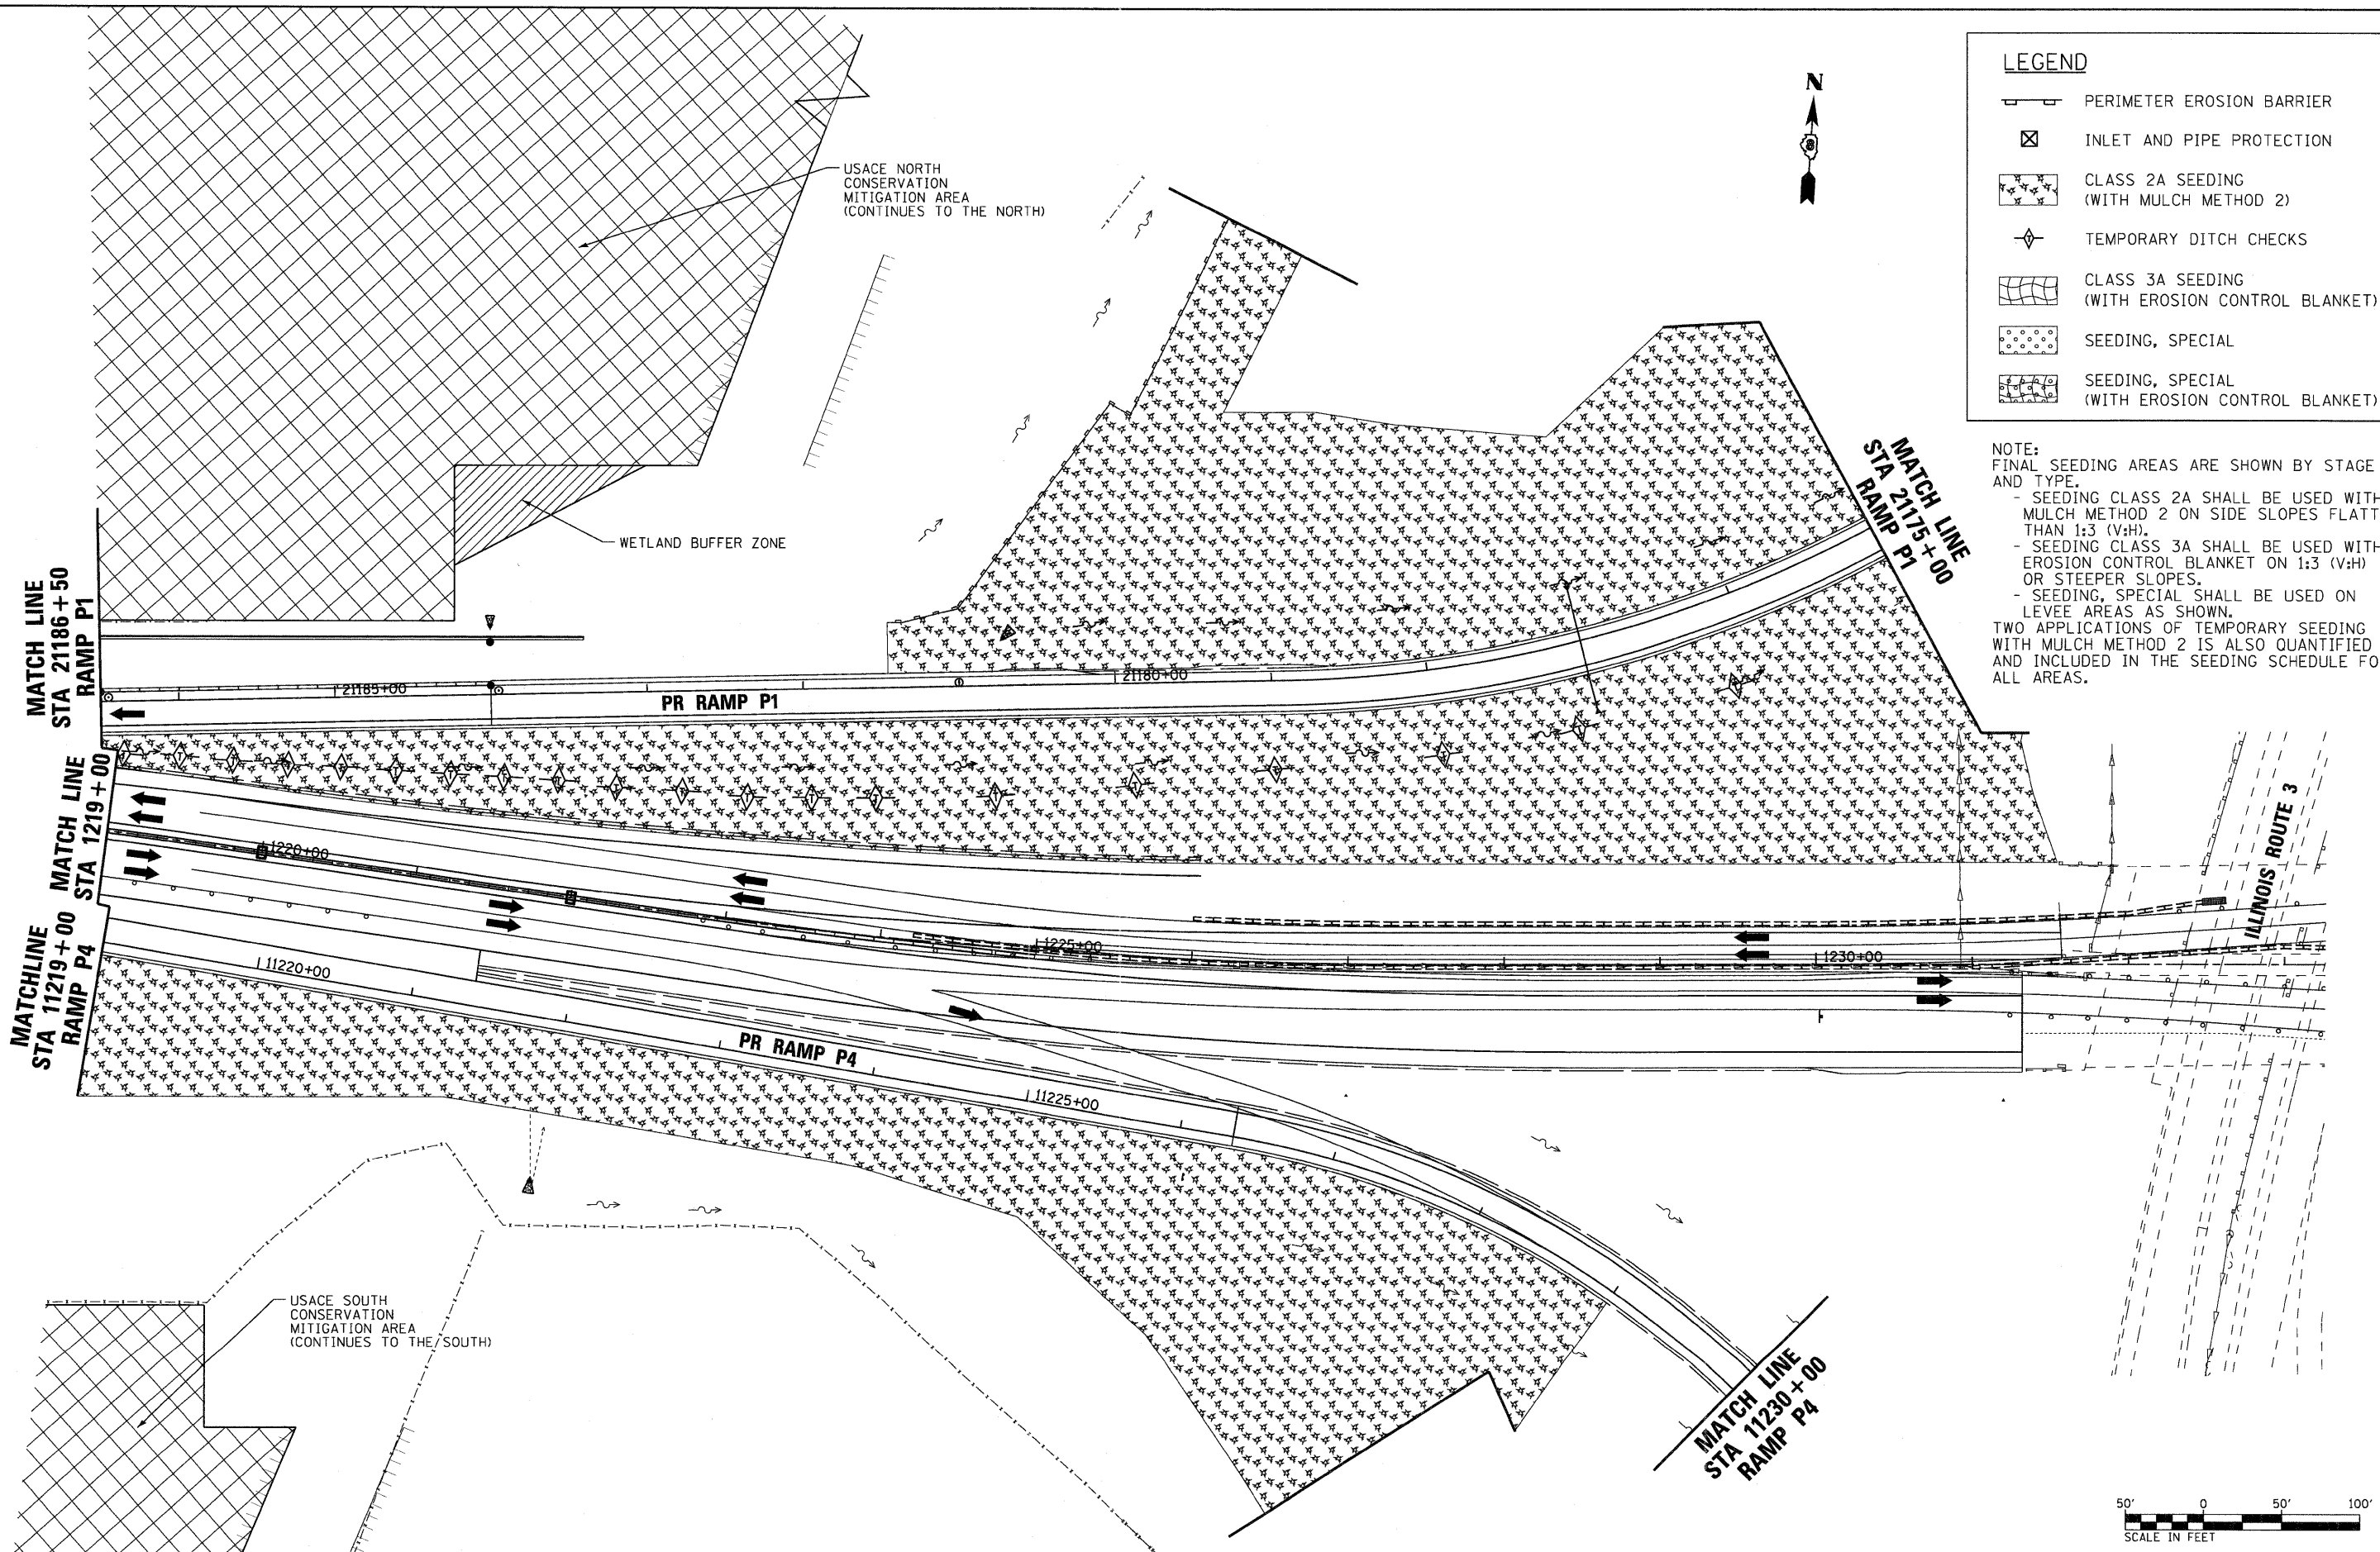 LEGEND
PERIMETER EROSION BARRIER
INLET AND PIPE PROTECTION
CLASS 2A SEEDING
(WITH MULCH METHOD 2)
TEMPORARY DITCH CHECKS
CLASS 3A SEEDING
(WITH EROSION CONTROL BLANKET)
SEEDING, SPECIAL
SEEDING, SPECIAL
(WITH EROSION CONTROL BLANKET)
N
NOTE:
FINAL SEEDING AREAS ARE SHOWN BY STAGE
AND TYPE.
- SEEDING CLASS 2A SHALL BE USED WITH
MULCH METHOD 2 ON SIDE SLOPES FLATT
THAN 1:3 (V:H).
- SEEDING CLASS 3A SHALL BE USED WITH
EROSION CONTROL BLANKET ON 1:3 (V:H)
OR STEEPER SLOPES.
- SEEDING, SPECIAL SHALL BE USED ON
LEVEE AREAS AS SHOWN.
TWO APPLICATIONS OF TEMPORARY SEEDING
WITH MULCH METHOD 2 IS ALSO QUANTIFIED
AND INCLUDED IN THE SEEDING SCHEDULE FO
ALL AREAS.
USACE NORTH
CONSERVATION
MITIGATION AREA
(CONTINUES TO THE NORTH)
WETLAND BUFFER ZONE
MATCH LINE
STA 21175+00
RAMP P1
MATCH LINE
STA 21186+50
RAMP P1
21185+00
21180+00
PR RAMP P1
MATCH LINE
STA 1219+00
1220+00
1225+00
1230+00
ILLINOIS ROUTE 3
MATCHLINE
STA 11219+00
RAMP P4
11220+00
PR RAMP P4
11225+00
USACE SOUTH
CONSERVATION
MITIGATION AREA
(CONTINUES TO THE SOUTH)
MATCH LINE
STA 11230+00
RAMP P4
50' 0 50' 100'
SCALE IN FEET